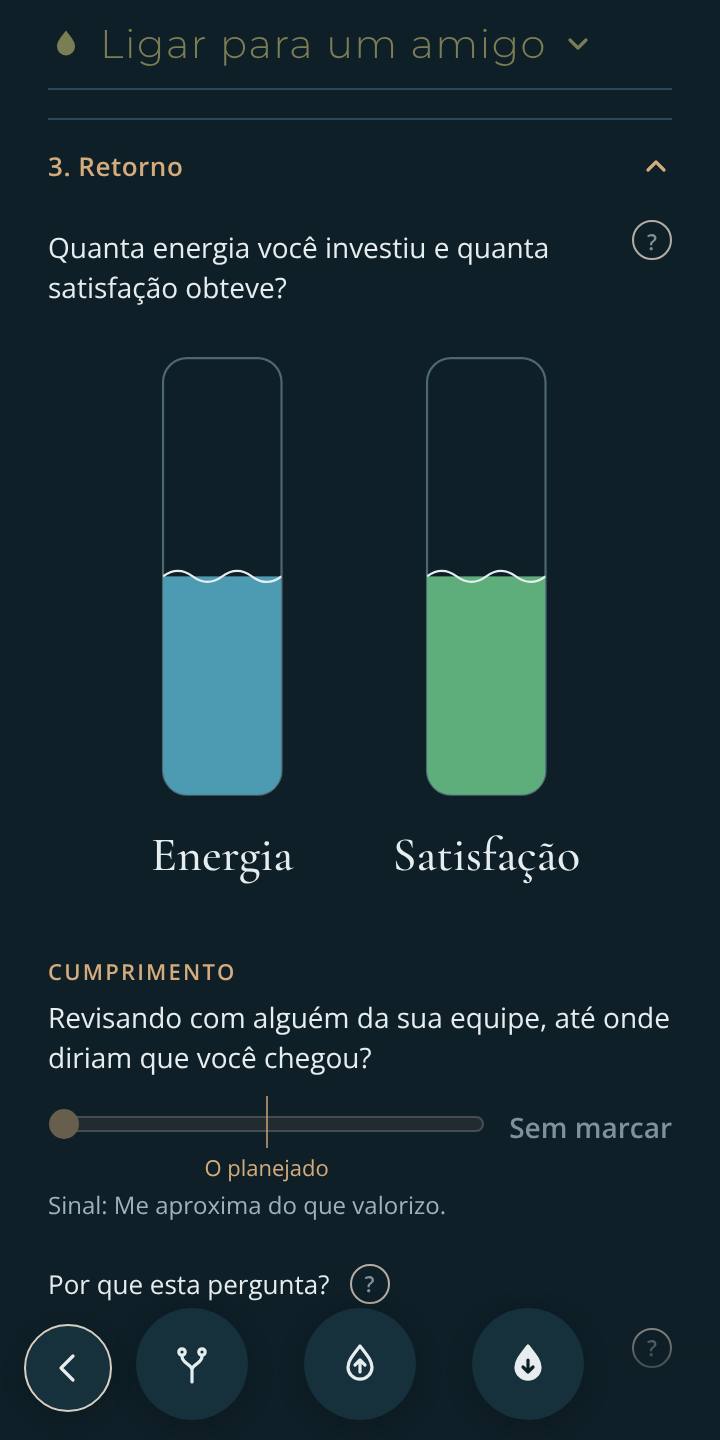 Ligar para um amigo
3. Retorno
Quanta energia você investiu e quanta
satisfação obteve?
?
Energia
Satisfação
CUMPRIMENTO
Revisando com alguém da sua equipe, até onde
diriam que você chegou?
Sem marcar
O planejado
Sinal: Me aproxima do que valorizo.
Por que esta pergunta?
?
?